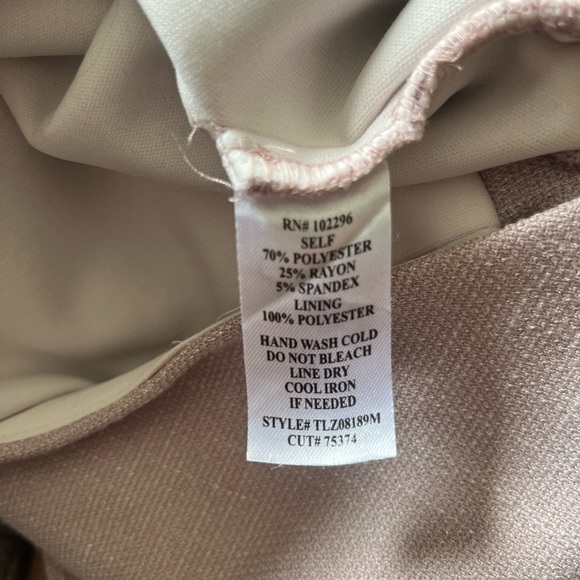 RN# 102296
SELF
70% POLYESTER
25% RAYON
5% SPANDEX
LINING
100% POLYESTER
HAND WASH COLD
DO NOT BLEACH
LINE DRY
COOL IRON
IF NEEDED
STYLE# TLZ08189M
CUT# 75374